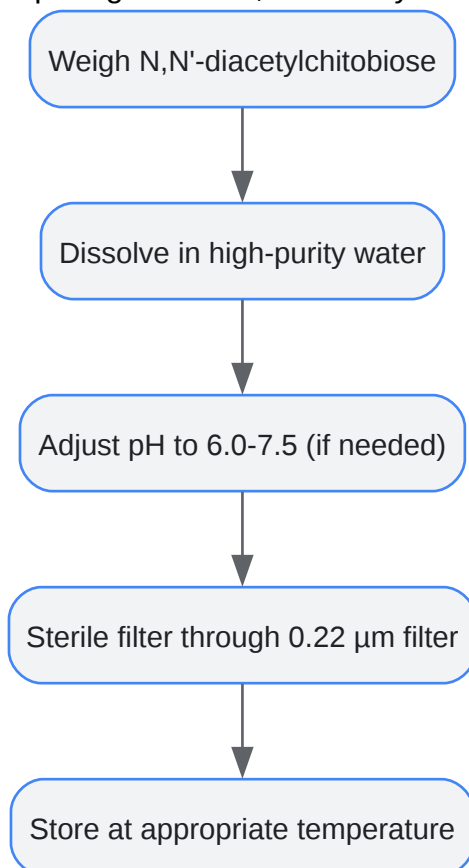 Weigh N,N'-diacetylchitobiose
Dissolve in high-purity water
Adjust pH to 6.0-7.5 (if needed)
Sterile filter through 0.22 µm filter
Store at appropriate temperature